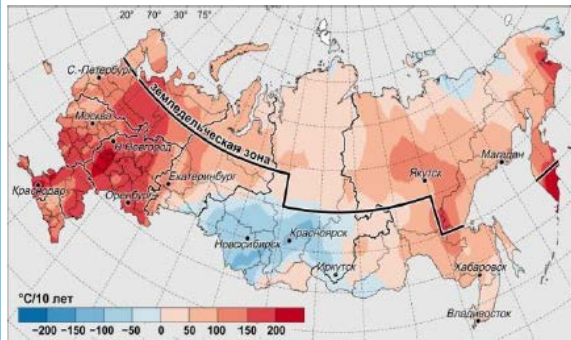 20° 70° 30° 75°
С.-Петербург
земледельческая зона
Москва
Н.Новгород
Краснодар
Оренбург
Екатеринбург
Новосибирск
Красноярск
Иркутск
Якутск
Магадан
Хабаровск
Владивосток
°С/10 лет
−200 −150 −100 −50 0 50 100 150 200